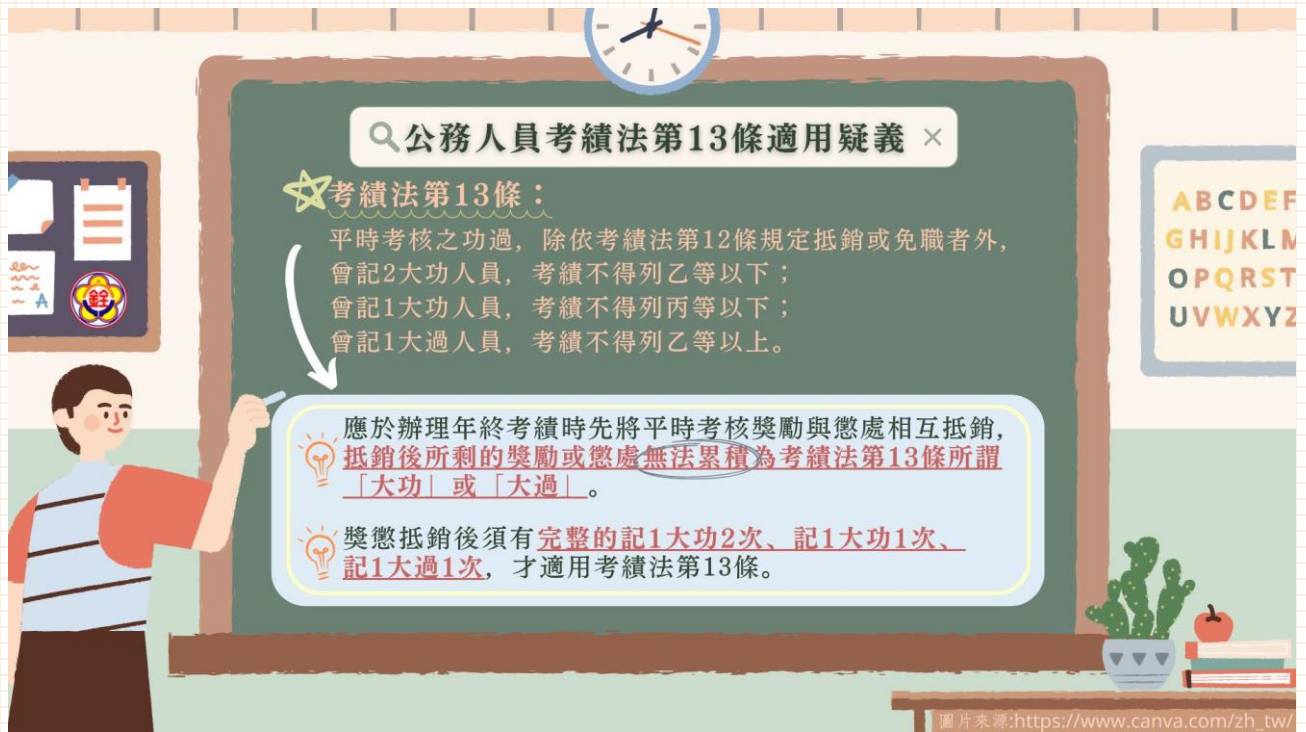 公務人員考績法第13條適用疑義 ×
考績法第13條：
平時考核之功過，除依考績法第12條規定抵銷或免職者外，
曾記2大功人員，考績不得列乙等以下；
曾記1大功人員，考績不得列丙等以下；
曾記1大過人員，考績不得列乙等以上。
應於辦理年終考績時先將平時考核獎勵與懲處相互抵銷，
抵銷後所剩的獎勵或懲處無法累積為考績法第13條所謂
「大功」或「大過」。
獎懲抵銷後須有完整的記1大功2次、記1大功1次、
記1大過1次，才適用考績法第13條。
銓
A
ABCDEF
GHIJKLM
OPQRST
UVWXYZ
圖片來源:https://www.canva.com/zh_tw/